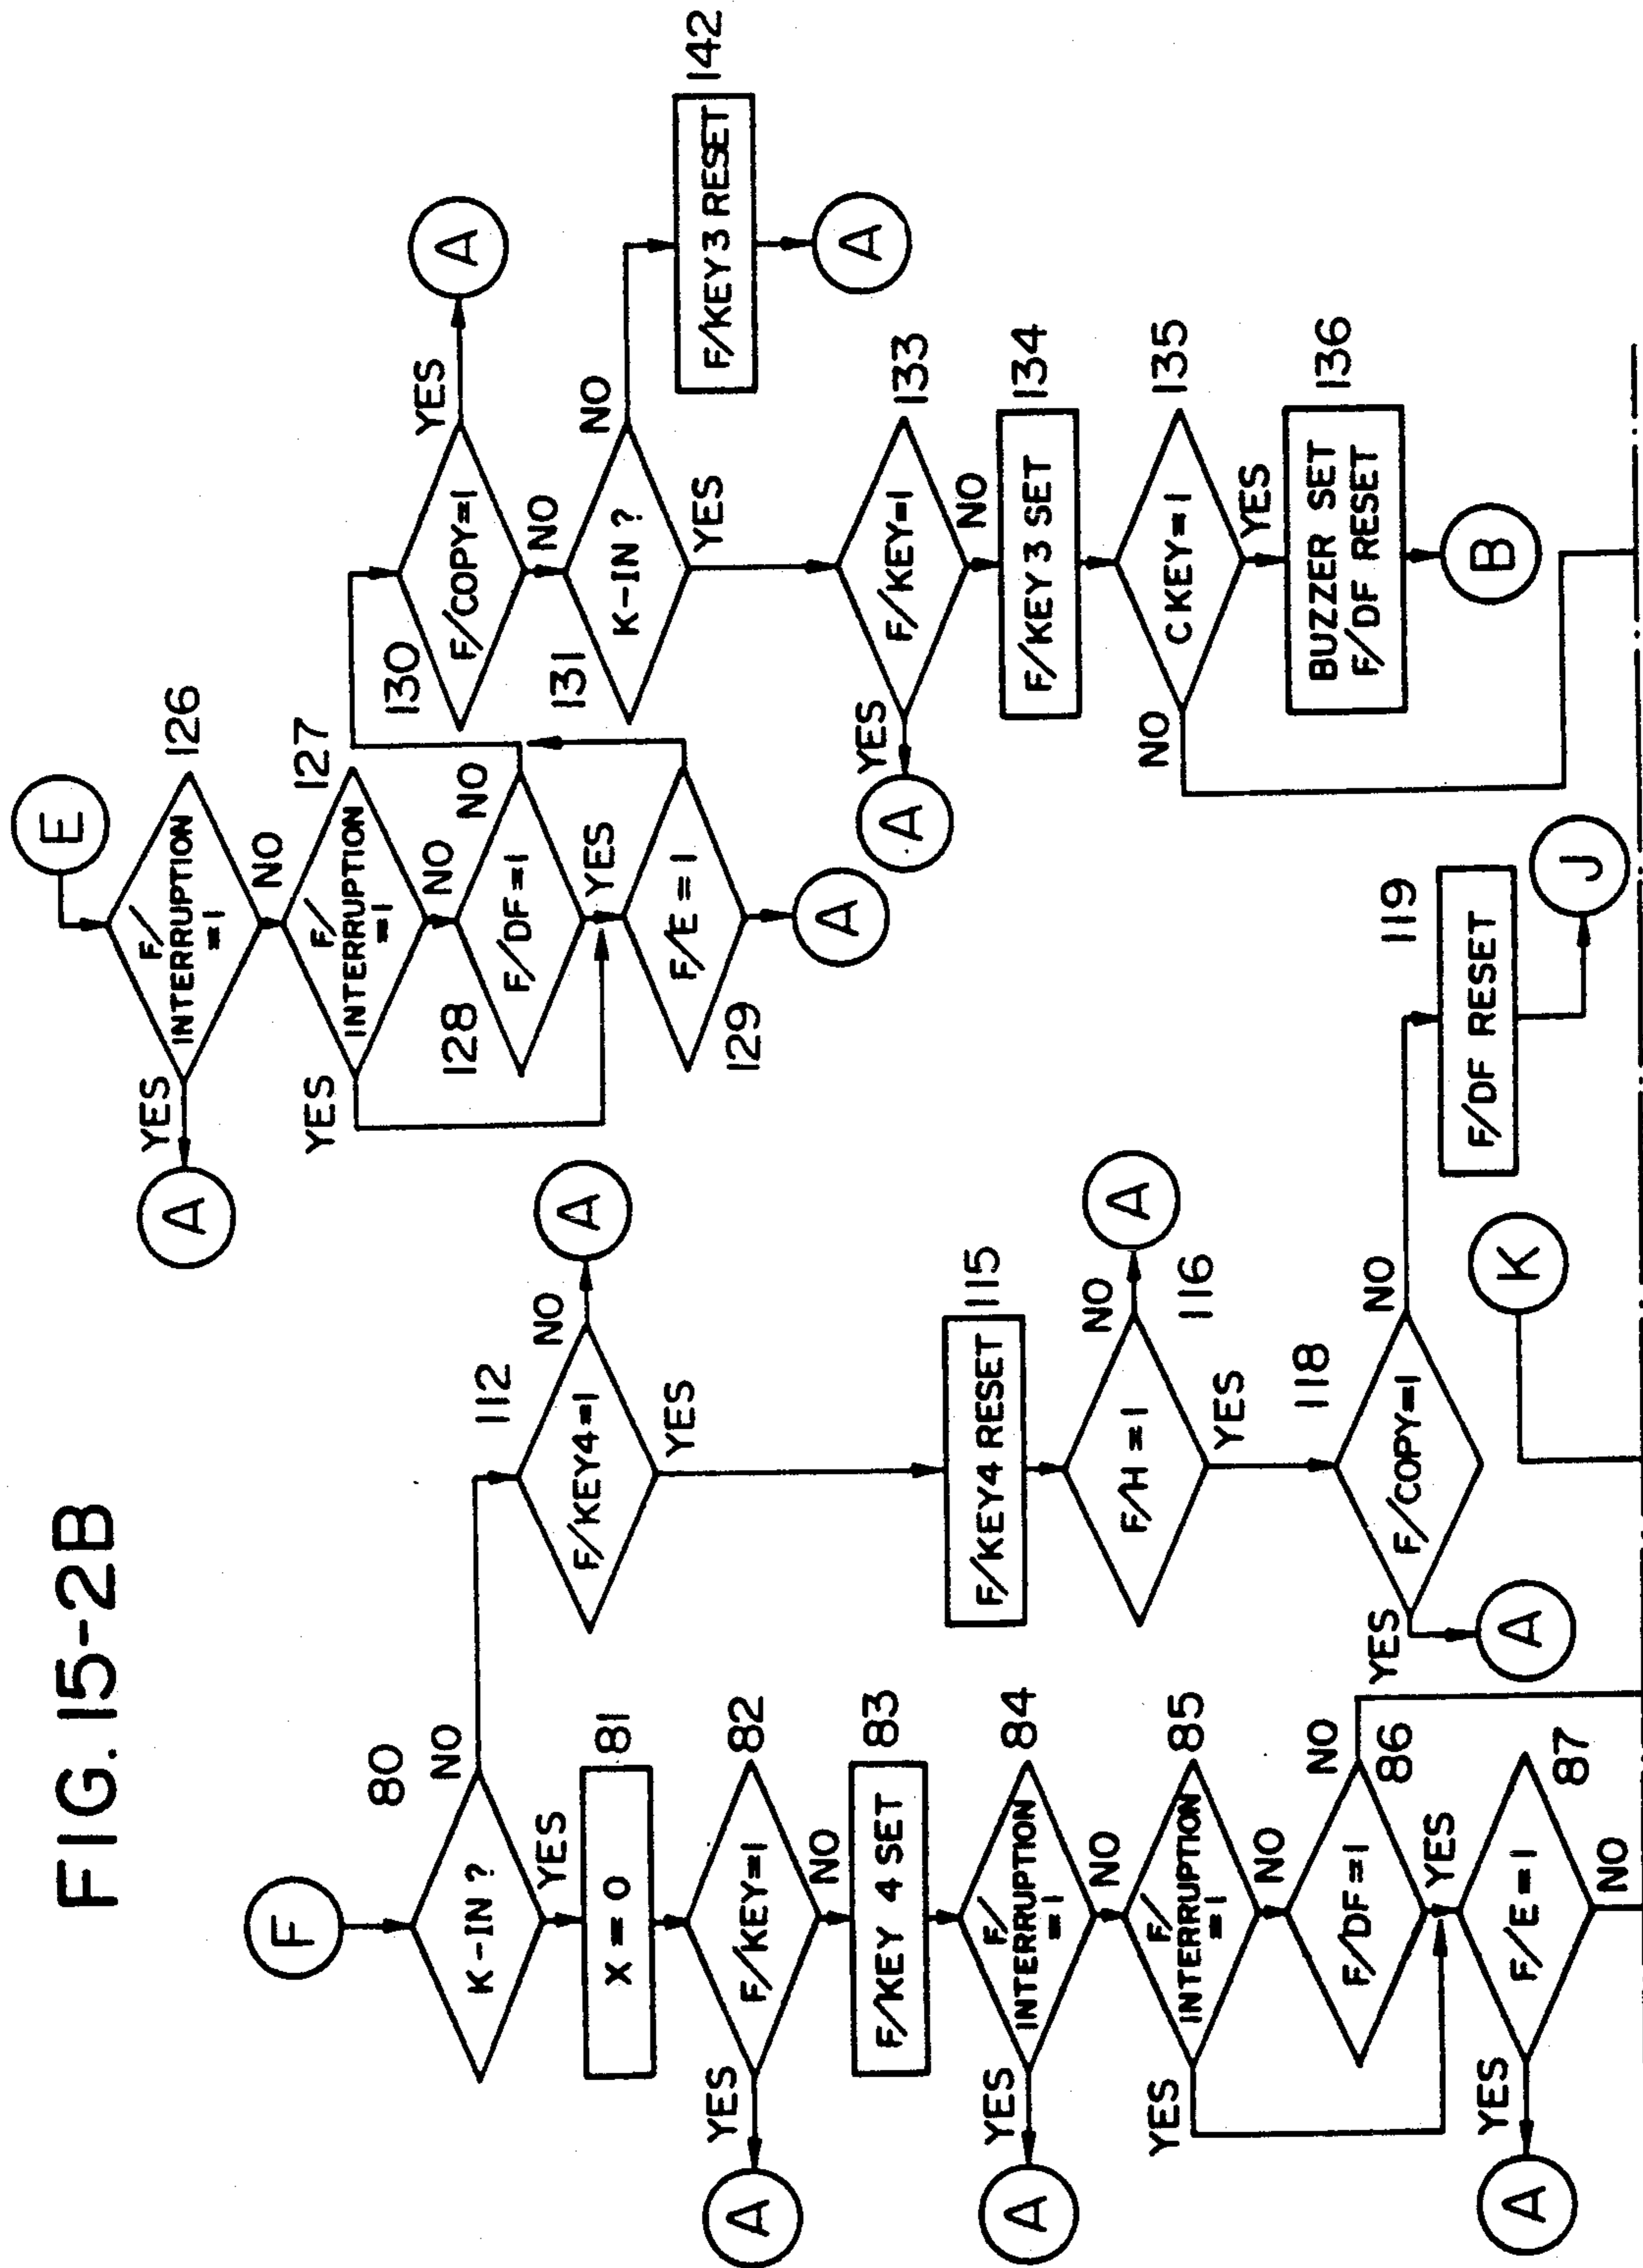 FIG. 15-2B
F
K-IN ?
80
NO
YES
X = 0
81
F/KEY=1
82
YES
A
NO
F/KEY 4 SET
83
F/
INTERRUPTION
=1
84
YES
A
NO
F/
INTERRUPTION
=1
85
YES
NO
F/DF=1
86
NO
YES
F/E=1
87
YES
A
NO
F/KEY4=1
112
NO
A
YES
F/KEY4 RESET
115
F/H=1
116
NO
A
YES
F/COPY=1
118
YES
A
NO
F/DF RESET
119
J
K
E
F/
INTERRUPTION
=1
126
YES
A
NO
F/
INTERRUPTION
=1
127
YES
NO
F/DF=1
128
NO
YES
F/E=1
129
A
F/COPY=1
130
YES
A
NO
K-IN ?
131
NO
YES
F/KEY3 RESET
142
A
F/KEY=1
133
YES
A
NO
F/KEY3 SET
134
C KEY=1
135
NO
YES
BUZZER SET
F/DF RESET
136
B